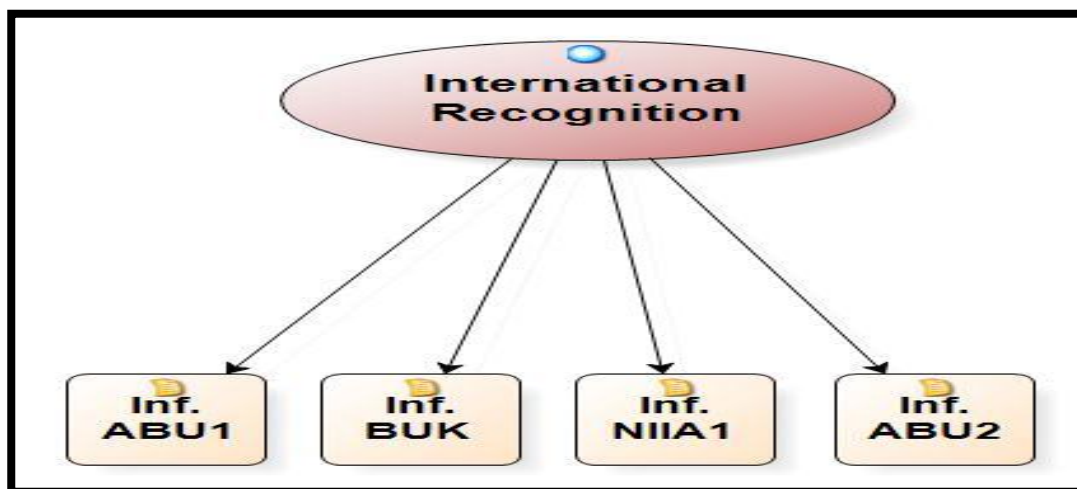 International
Recognition
Inf.
ABU1
Inf.
BUK
Inf.
NIIA1
Inf.
ABU2